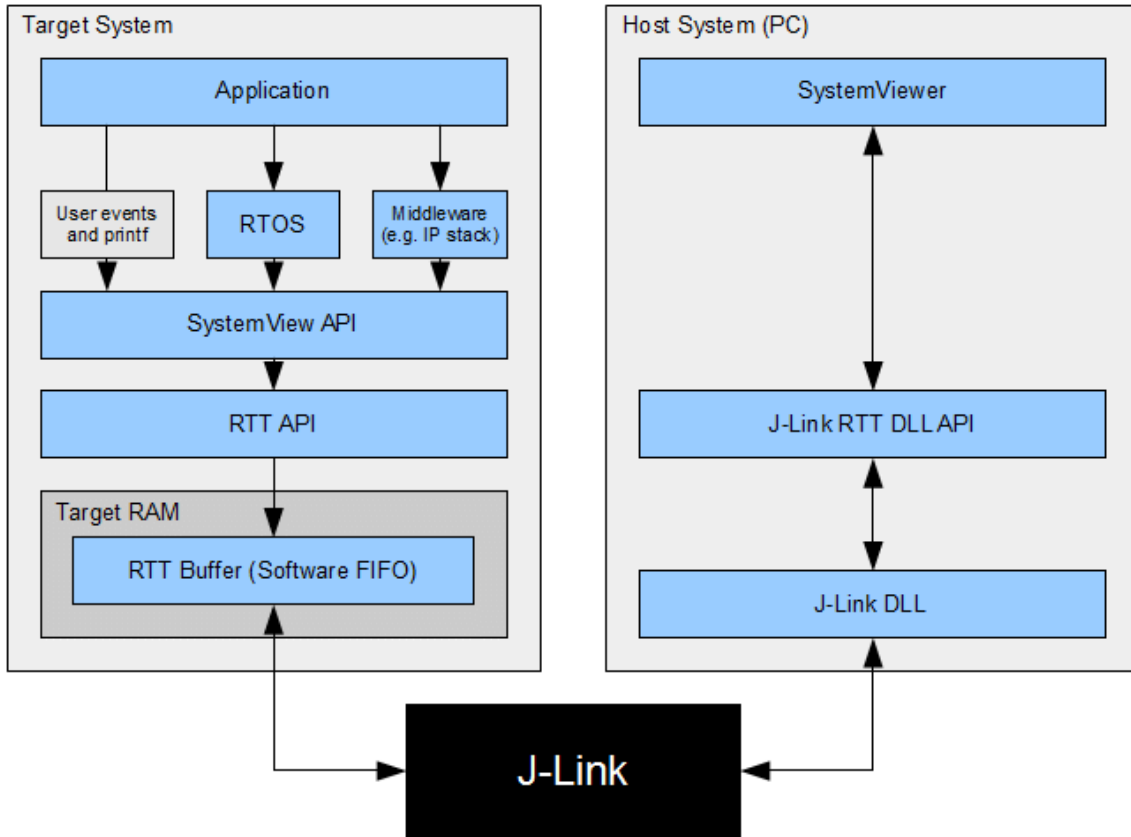 Target System
Application
User events
and printf
RTOS
Middleware
(e.g. IP stack)
SystemView API
RTT API
Target RAM
RTT Buffer (Software FIFO)
Host System (PC)
SystemViewer
J-Link RTT DLL API
J-Link DLL
J-Link